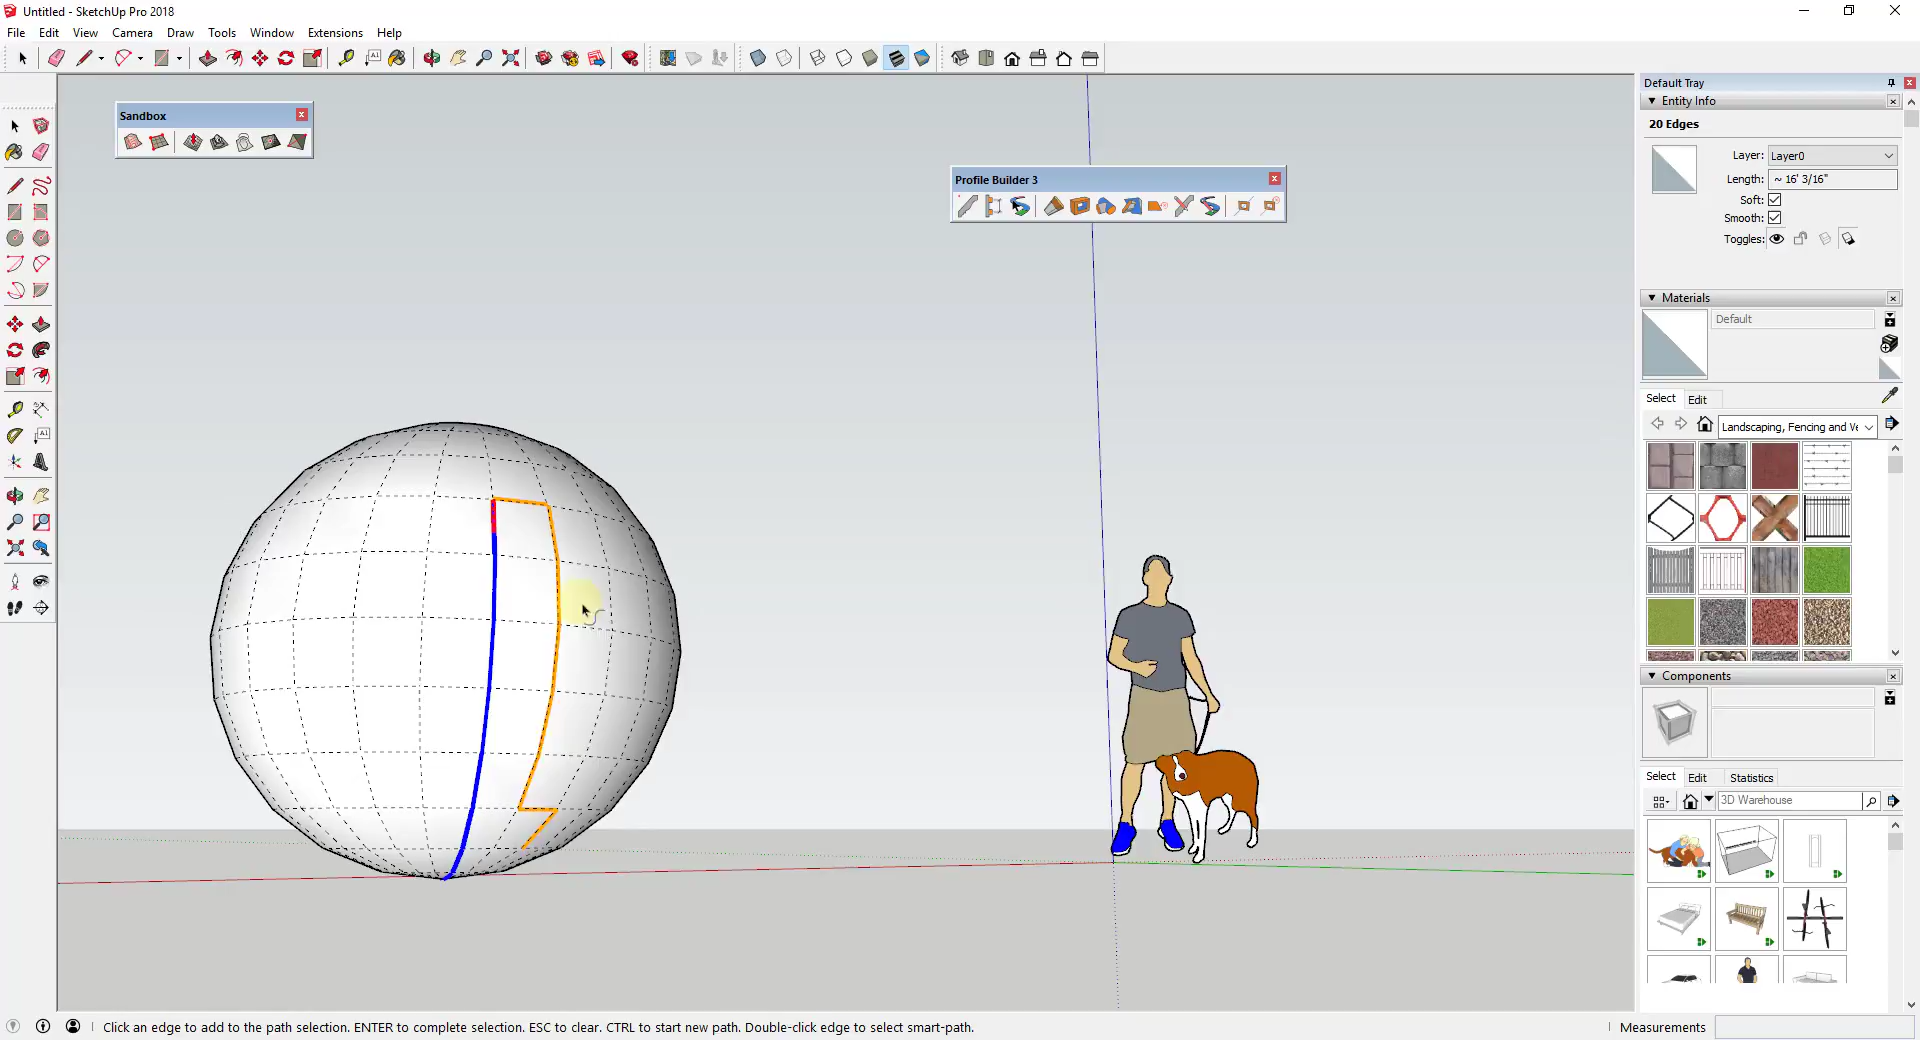 Untitled - SketchUp Pro 2018
File Edit View Camera Draw Tools Window Extensions Help
Sandbox
Profile Builder 3
Default Tray
Entity Info
20 Edges
Layer: Layer0
Length: ~ 16' 3/16"
Soft:
Smooth:
Toggles:
Materials
Default
Select Edit
Landscaping, Fencing and Ve
Components
Select Edit Statistics
3D Warehouse
Click an edge to add to the path selection. ENTER to complete selection. ESC to clear. CTRL to start new path. Double-click edge to select smart-path.
Measurements